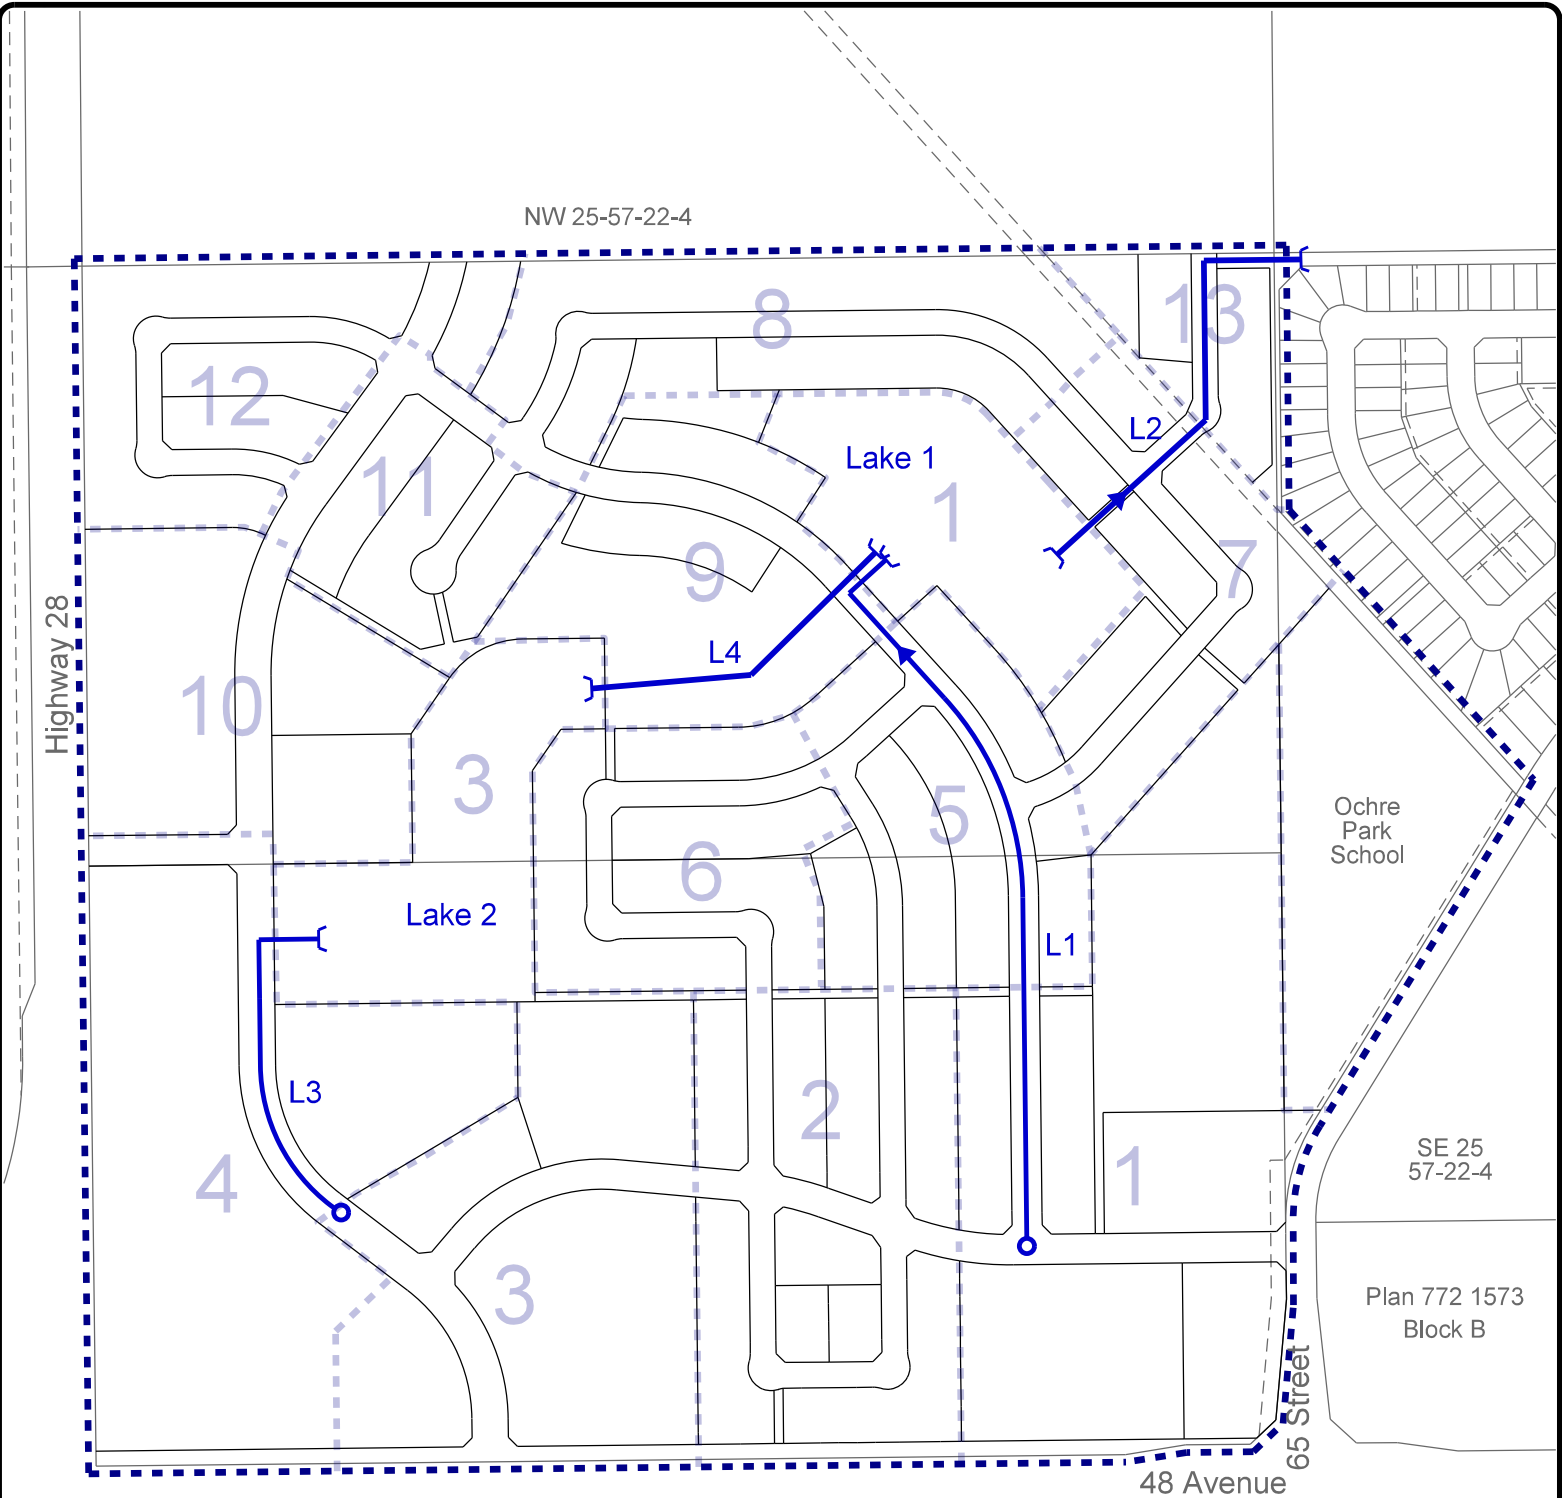 NW 25-57-22-4
8
13
12
L2
Lake 1
11
1
9
7
Highway 28
L4
10
3
5
Ochre
Park
School
6
Lake 2
L1
L3
2
SE 25
57-22-4
4
1
3
Plan 772 1573
Block B
65 Street
48 Avenue